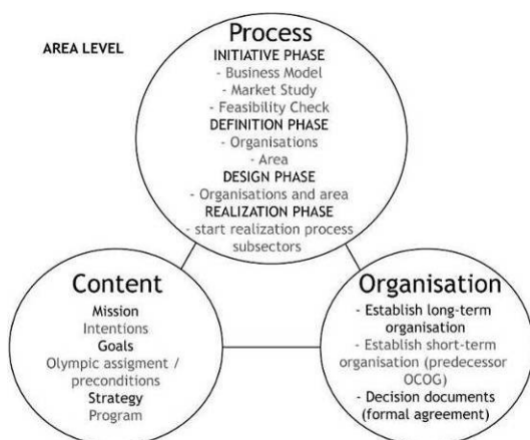 AREA LEVEL
Process
INITIATIVE PHASE
- Business Model
- Market Study
- Feasibility Check
DEFINITION PHASE
- Organisations
- Area
DESIGN PHASE
- Organisations and area
REALIZATION PHASE
- start realization process
subsectors
Content
Mission
Intentions
Goals
Olympic assigment /
preconditions
Strategy
Program
Organisation
- Establish long-term
organisation
- Establish short-term
organisation (predecessor
OCOG)
- Decision documents
(formal agreement)